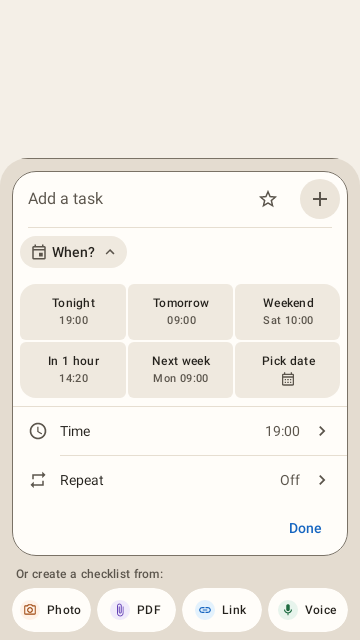 Add a task
When?
Tonight
19:00
Tomorrow
09:00
Weekend
Sat 10:00
In 1 hour
14:20
Next week
Mon 09:00
Pick date
Time 19:00
Repeat Off
Done
Or create a checklist from:
Photo PDF Link Voice